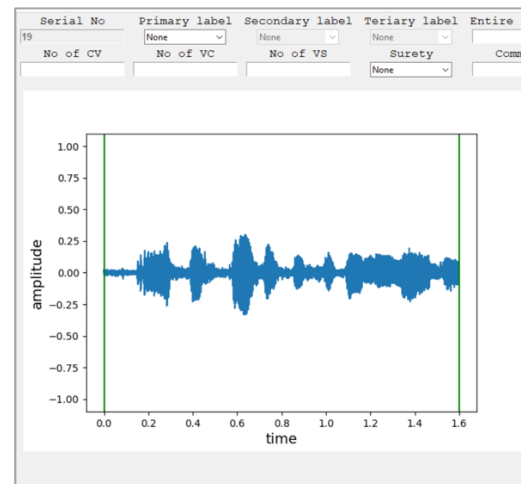 Serial No Primary label Secondary label Teriary label Entire
19 None None None
No of CV No of VC No of VS Surety Comm
None
1.00
0.75
0.50
0.25
0.00
−0.25
−0.50
−0.75
−1.00
amplitude
0.0 0.2 0.4 0.6 0.8 1.0 1.2 1.4 1.6
time